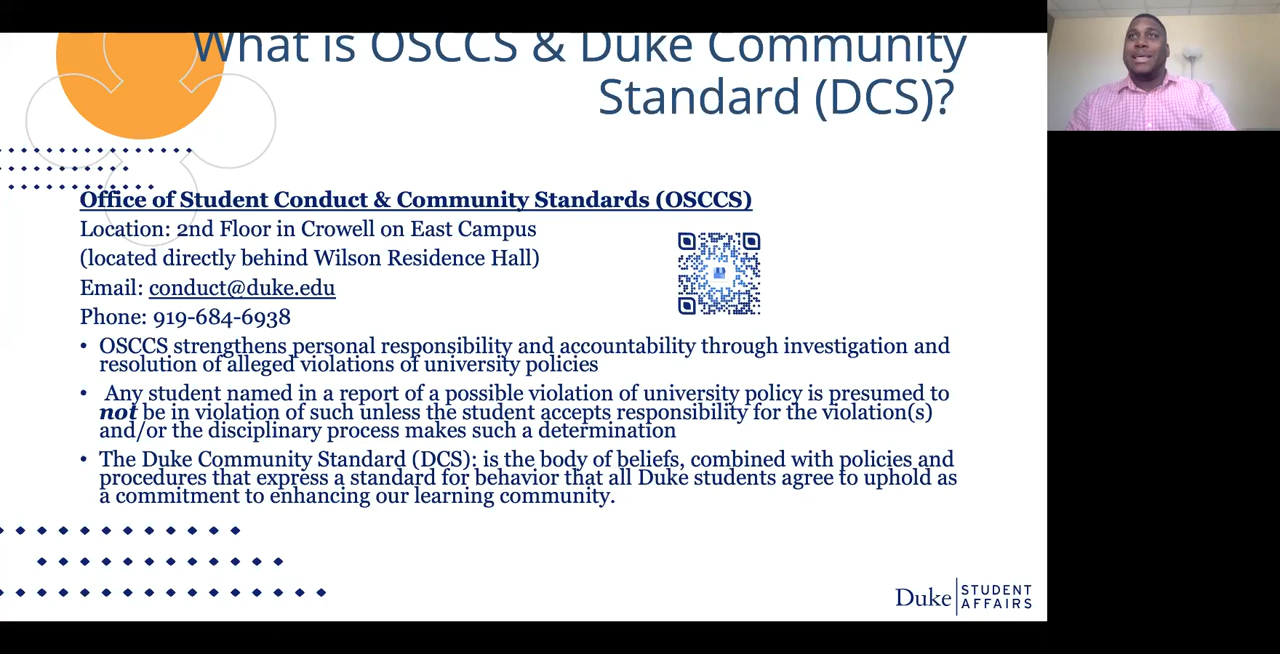 What is OSCCS & Duke Community
Standard (DCS)?
Office of Student Conduct & Community Standards (OSCCS)
Location: 2nd Floor in Crowell on East Campus
(located directly behind Wilson Residence Hall)
Email: conduct@duke.edu
Phone: 919-684-6938
• OSCCS strengthens personal responsibility and accountability through investigation and
resolution of alleged violations of university policies
• Any student named in a report of a possible violation of university policy is presumed to
not be in violation of such unless the student accepts responsibility for the violation(s)
and/or the disciplinary process makes such a determination
• The Duke Community Standard (DCS): is the body of beliefs, combined with policies and
procedures that express a standard for behavior that all Duke students agree to uphold as
a commitment to enhancing our learning community.
Duke STUDENT
AFFAIRS